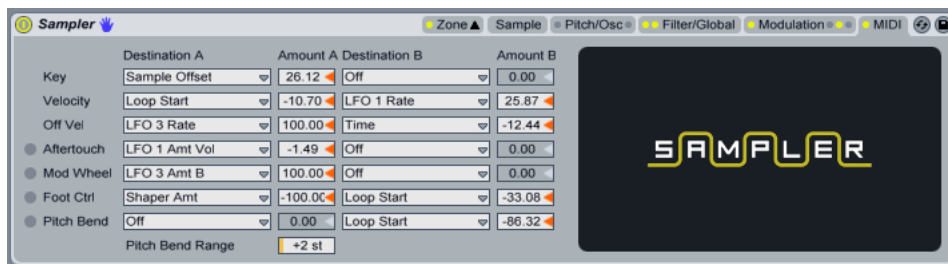 Sampler Zone Sample Pitch/Osc Filter/Global Modulation MIDI
Destination A Amount A Destination B Amount B
Key Sample Offset 26.12 Off 0.00
Velocity Loop Start -10.70 LFO 1 Rate 25.87
Off Vel LFO 3 Rate 100.00 Time -12.44
Aftertouch LFO 1 Amt Vol -1.49 Off 0.00
Mod Wheel LFO 3 Amt B 100.00 Off 0.00
Foot Ctrl Shaper Amt -100.00 Loop Start -33.08
Pitch Bend Off 0.00 Loop Start -86.32
Pitch Bend Range +2 st
SAMPLER